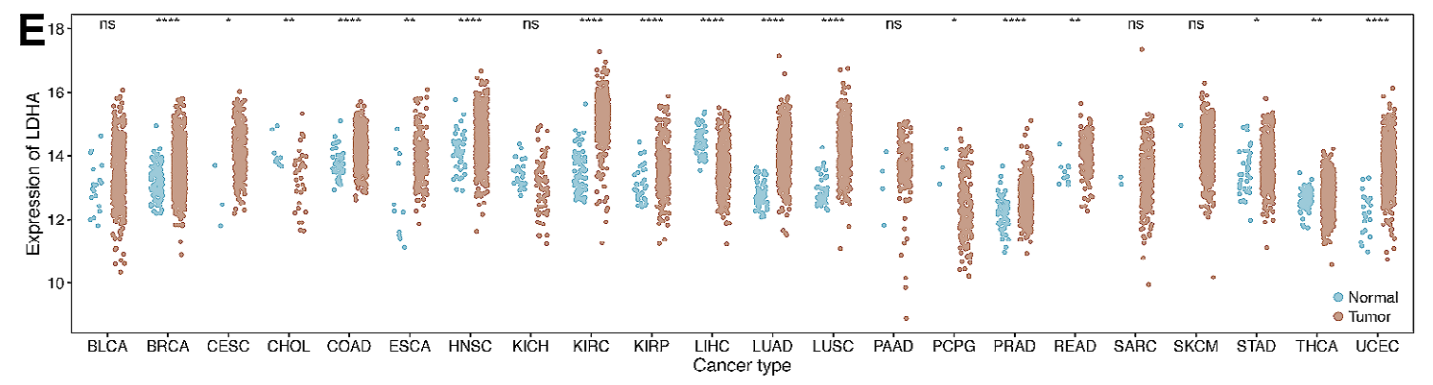 E
ns **** * ** **** ** **** ns **** **** **** **** **** ns * **** ** ns ns * ** ****
18
16
14
12
10
Expression of LDHA
Normal
Tumor
BLCA BRCA CESC CHOL COAD ESCA HNSC KICH KIRC KIRP LIHC LUAD LUSC PAAD PCPG PRAD READ SARC SKCM STAD THCA UCEC
Cancer type